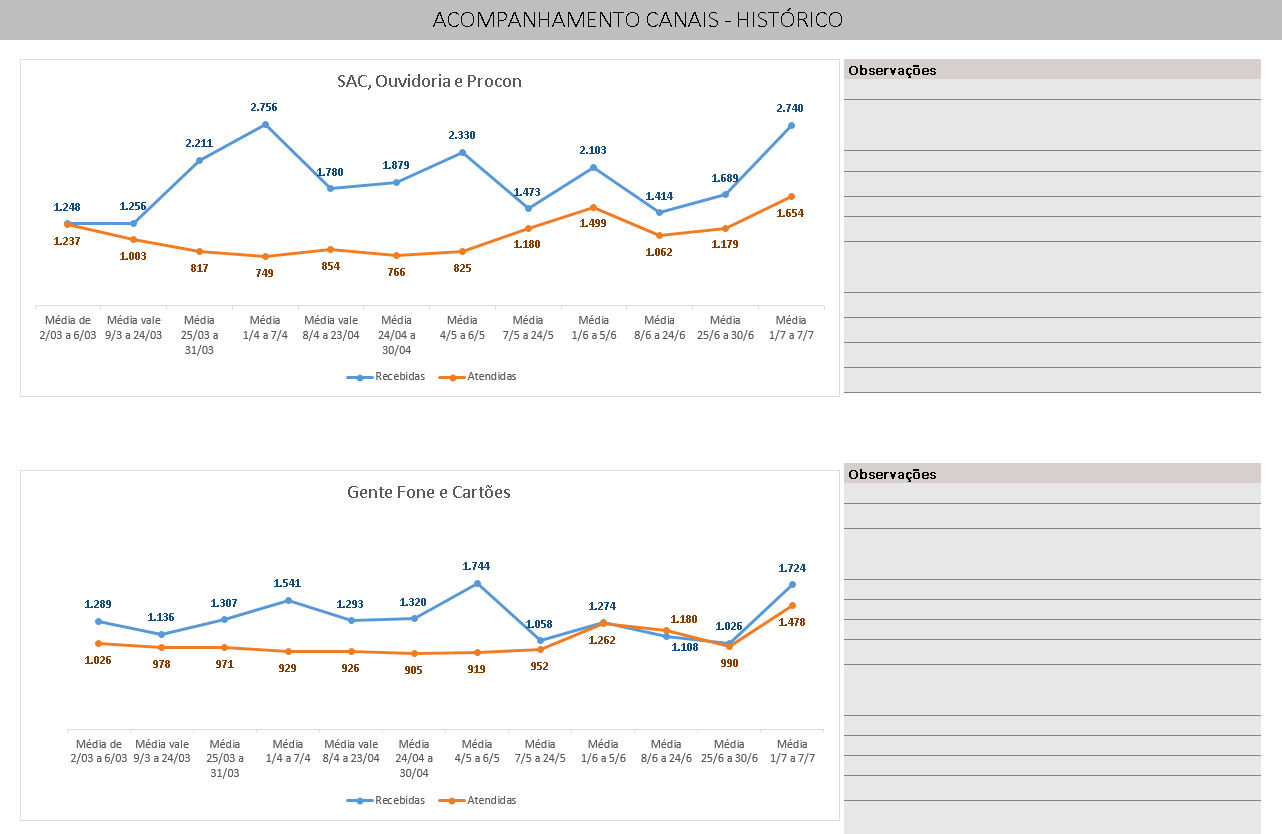 ACOMPANHAMENTO CANAIS - HISTÓRICO
SAC, Ouvidoria e Procon
2.756
2.740
2.330
2.211
2.103
1.879
1.780
1.689
1.473
1.414
1.248
1.256
1.237
1.003
817
749
854
766
825
1.180
1.499
1.062
1.179
1.654
Média de
2/03 a 6/03
Média vale
9/3 a 24/03
Média
25/03 a
31/03
Média
1/4 a 7/4
Média vale
8/4 a 23/04
Média
24/04 a
30/04
Média
4/5 a 6/5
Média
7/5 a 24/5
Média
1/6 a 5/6
Média
8/6 a 24/6
Média
25/6 a 30/6
Média
1/7 a 7/7
Recebidas
Atendidas
Observações
Gente Fone e Cartões
1.289
1.136
1.307
1.541
1.293
1.320
1.744
1.058
1.274
1.108
1.026
1.724
1.026
978
971
929
926
905
919
952
1.262
1.180
990
1.478
Média de
2/03 a 6/03
Média vale
9/3 a 24/03
Média
25/03 a
31/03
Média
1/4 a 7/4
Média vale
8/4 a 23/04
Média
24/04 a
30/04
Média
4/5 a 6/5
Média
7/5 a 24/5
Média
1/6 a 5/6
Média
8/6 a 24/6
Média
25/6 a 30/6
Média
1/7 a 7/7
Recebidas
Atendidas
Observações